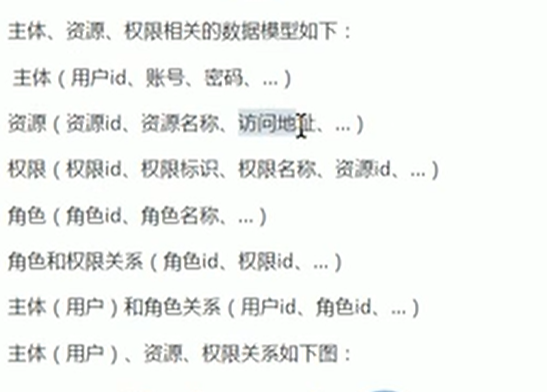 主体、资源、权限相关的数据模型如下：
主体（用户id、账号、密码、...）
资源（资源id、资源名称、访问地址、...）
权限（权限id、权限标识、权限名称、资源id、...）
角色（角色id、角色名称、...）
角色和权限关系（角色id、权限id、...）
主体（用户）和角色关系（用户id、角色id、...）
主体（用户）、资源、权限关系如下图：